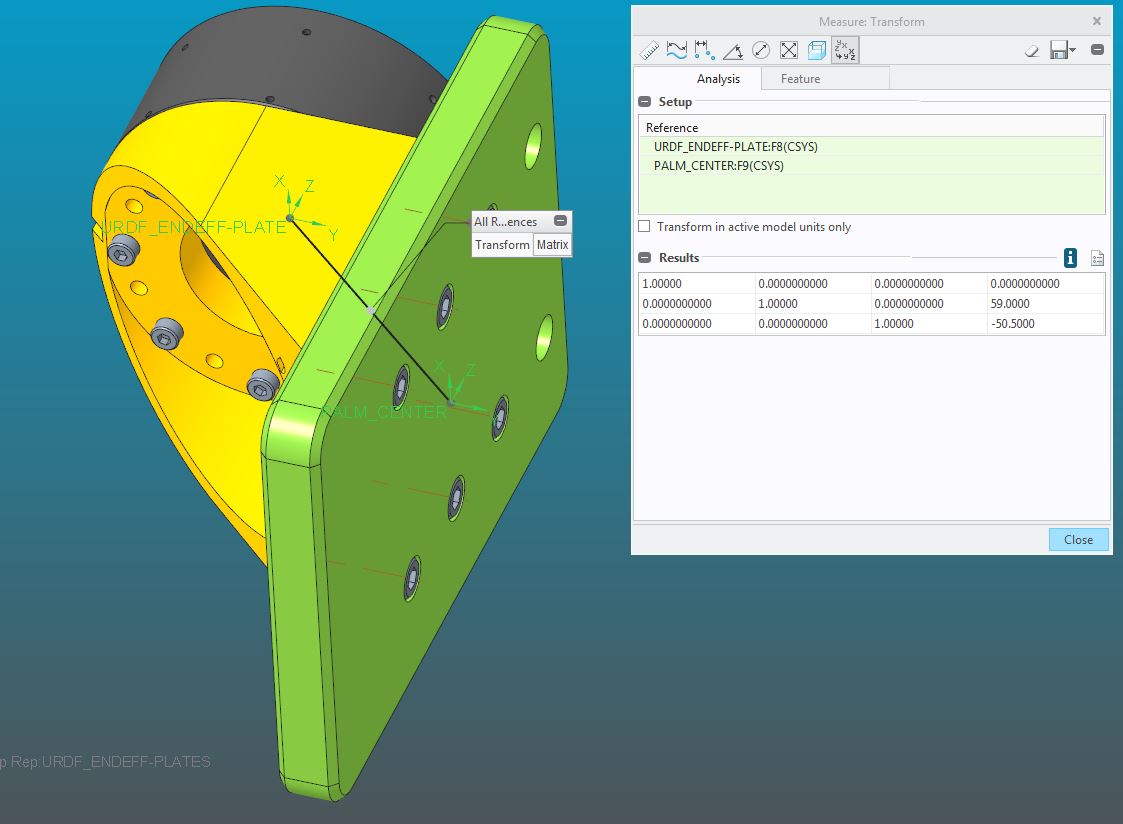 Measure: Transform
Analysis Feature
Setup
Reference
URDF_ENDEFF-PLATE:F8(CSYS)
PALM_CENTER:F9(CSYS)
Transform in active model units only
Results
1.00000 0.0000000000 0.0000000000 0.0000000000
0.0000000000 1.00000 0.0000000000 59.0000
0.0000000000 0.0000000000 1.00000 -50.5000
Close
X Z
URDF_ENDEFF-PLATE Y
All R...ences
Transform Matrix
X Z
PALM_CENTER
p Rep:URDF_ENDEFF-PLATES